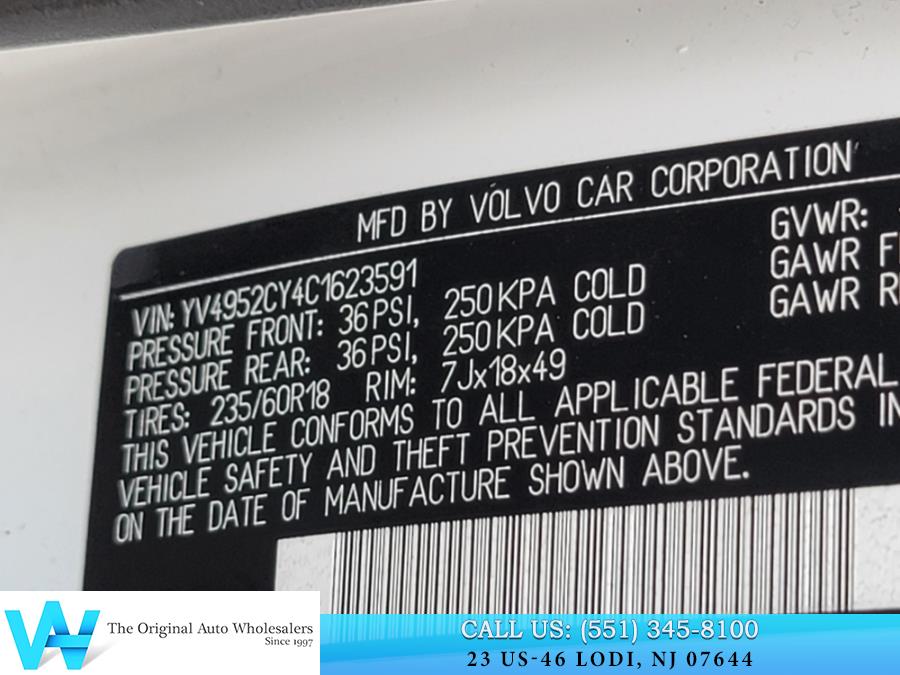 MFD BY VOLVO CAR CORPORATION
VIN: YV4952CY4C1623591
PRESSURE FRONT: 36PSI, 250KPA COLD
PRESSURE REAR: 36PSI, 250KPA COLD
TIRES: 235/60R18 RIM: 7Jx18x49
GVWR:
GAWR
GAWR
THIS VEHICLE CONFORMS TO ALL APPLICABLE FEDERAL
VEHICLE SAFETY AND THEFT PREVENTION STANDARDS IN
ON THE DATE OF MANUFACTURE SHOWN ABOVE.
The Original Auto Wholesalers
Since 1997
CALL US: (551) 345-8100
23 US-46 LODI, NJ 07644